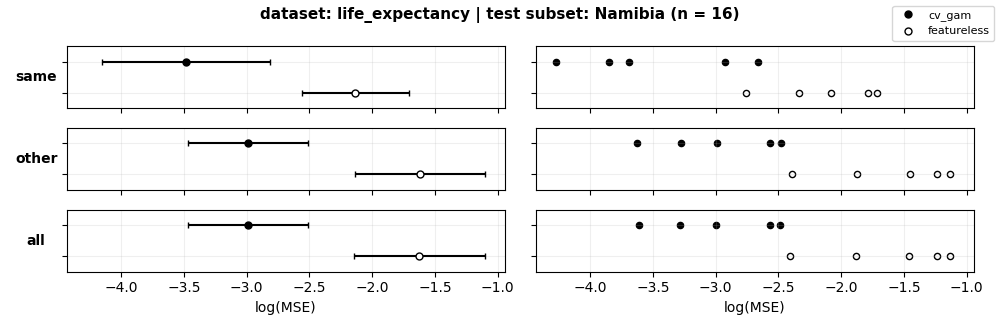 dataset: life_expectancy | test subset: Namibia (n = 16)
cv_gam
featureless
same
other
all
−4.0 −3.5 −3.0 −2.5 −2.0 −1.5 −1.0
−4.0 −3.5 −3.0 −2.5 −2.0 −1.5 −1.0
log(MSE)
log(MSE)